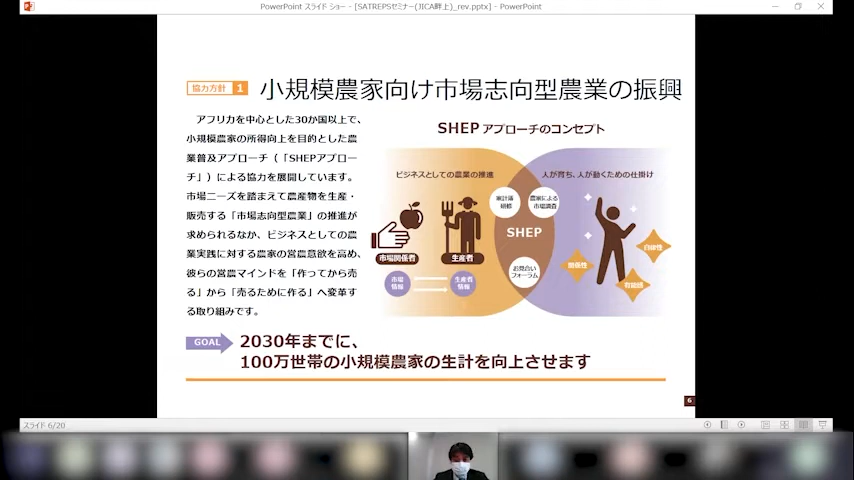 PowerPoint スライド ショー - [SATREPSセミナー(JICA畔上)_rev.pptx] - PowerPoint
協力方針 1
小規模農家向け市場志向型農業の振興
アフリカを中心とした30か国以上で、
小規模農家の所得向上を目的とした農
業普及アプローチ（「SHEPアプロー
チ」）による協力を展開しています。
市場ニーズを踏まえて農産物を生産・
販売する「市場志向型農業」の推進が
求められるなか、ビジネスとしての農
業実践に対する農家の営農意欲を高め、
彼らの営農マインドを「作ってから売
る」から「売るために作る」へ変革す
る取り組みです。
SHEP アプローチのコンセプト
ビジネスとしての農業の推進
人が育ち、人が動くための仕掛け
家計簿
研修
農家による
市場調査
SHEP
お見合い
フォーラム
市場関係者
生産者
市場
情報
生産者
情報
自律性
関係性
有能感
GOAL
2030年までに、
100万世帯の小規模農家の生計を向上させます
6
スライド 6/20